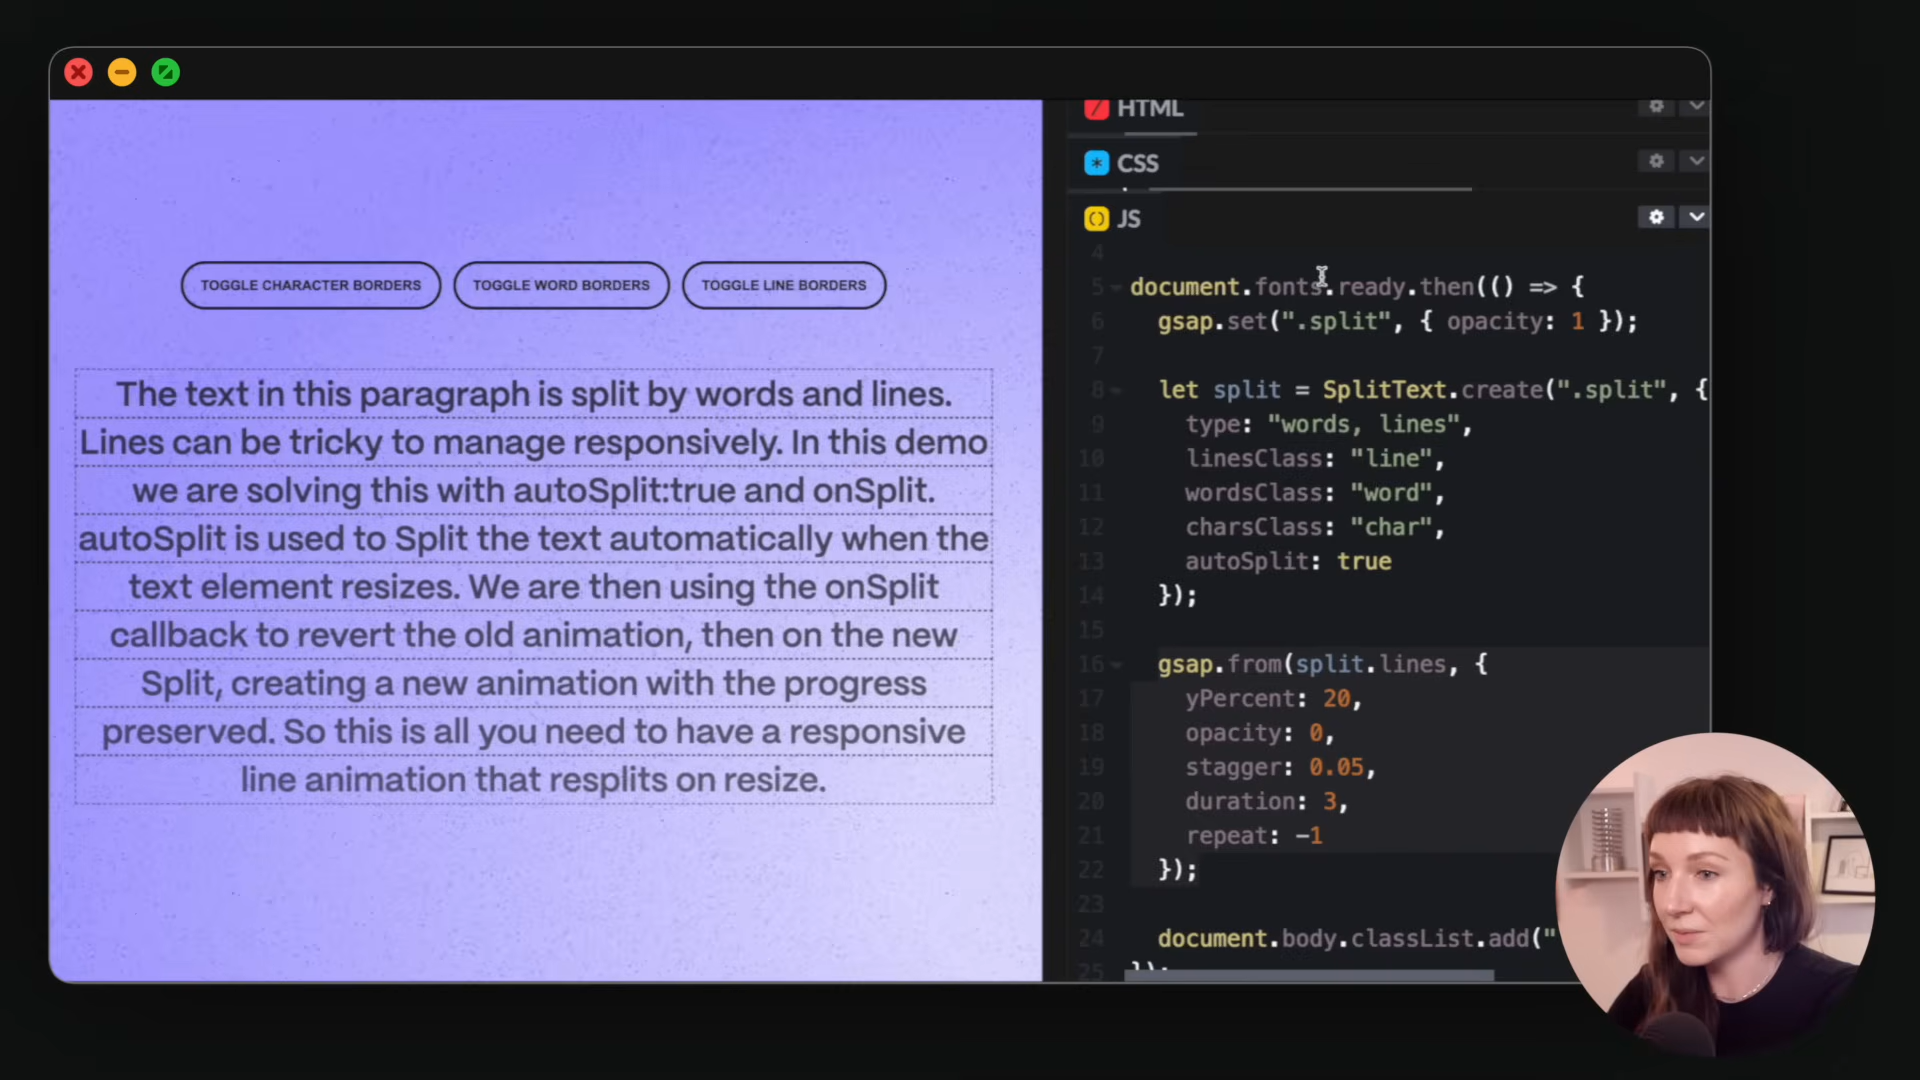 HTML
CSS
JS
TOGGLE CHARACTER BORDERS
TOGGLE WORD BORDERS
TOGGLE LINE BORDERS
The text in this paragraph is split by words and lines.
Lines can be tricky to manage responsively. In this demo
we are solving this with autoSplit:true and onSplit.
autoSplit is used to Split the text automatically when the
text element resizes. We are then using the onSplit
callback to revert the old animation, then on the new
Split, creating a new animation with the progress
preserved. So this is all you need to have a responsive
line animation that resplits on resize.
4
5 document.fonts.ready.then(() => {
6 gsap.set(".split", { opacity: 1 });
7
8 let split = SplitText.create(".split", {
9 type: "words, lines",
10 linesClass: "line",
11 wordsClass: "word",
12 charsClass: "char",
13 autoSplit: true
14 });
15
16 gsap.from(split.lines, {
17 yPercent: 20,
18 opacity: 0,
19 stagger: 0.05,
20 duration: 3,
21 repeat: -1
22 });
23
24 document.body.classList.add("
25 });